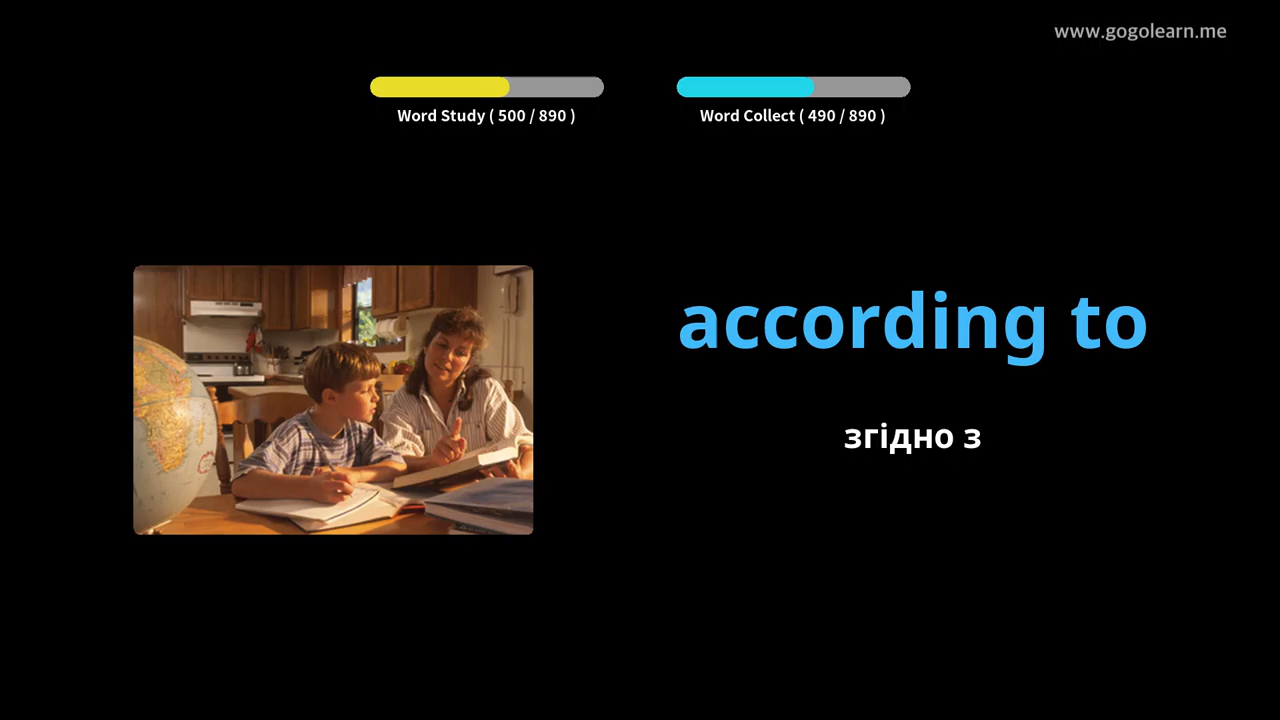 www.gogolearn.me
Word Study ( 500 / 890 )
Word Collect ( 490 / 890 )
according to
згідно з